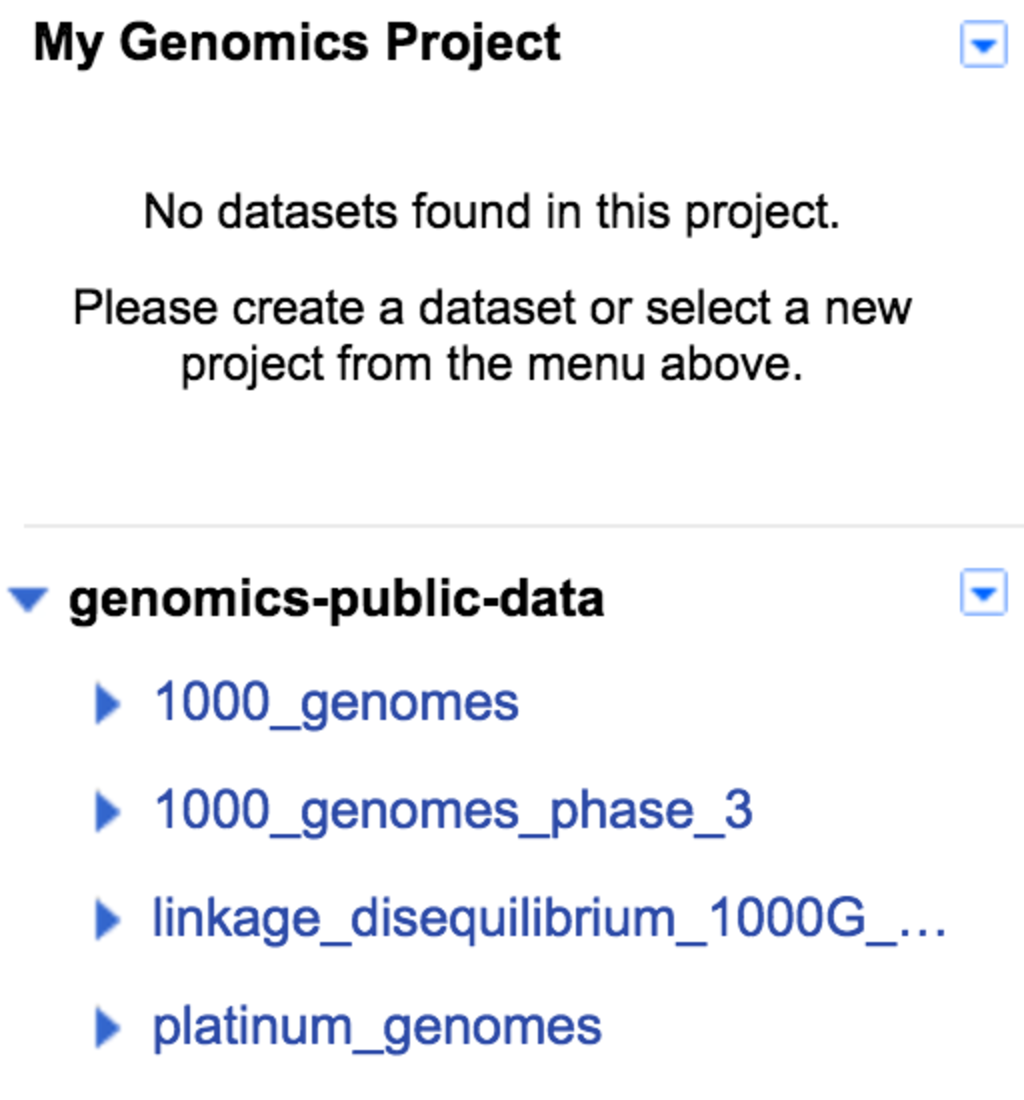 My Genomics Project
No datasets found in this project.
Please create a dataset or select a new
project from the menu above.
genomics-public-data
1000_genomes
1000_genomes_phase_3
linkage_disequilibrium_1000G_...
platinum_genomes